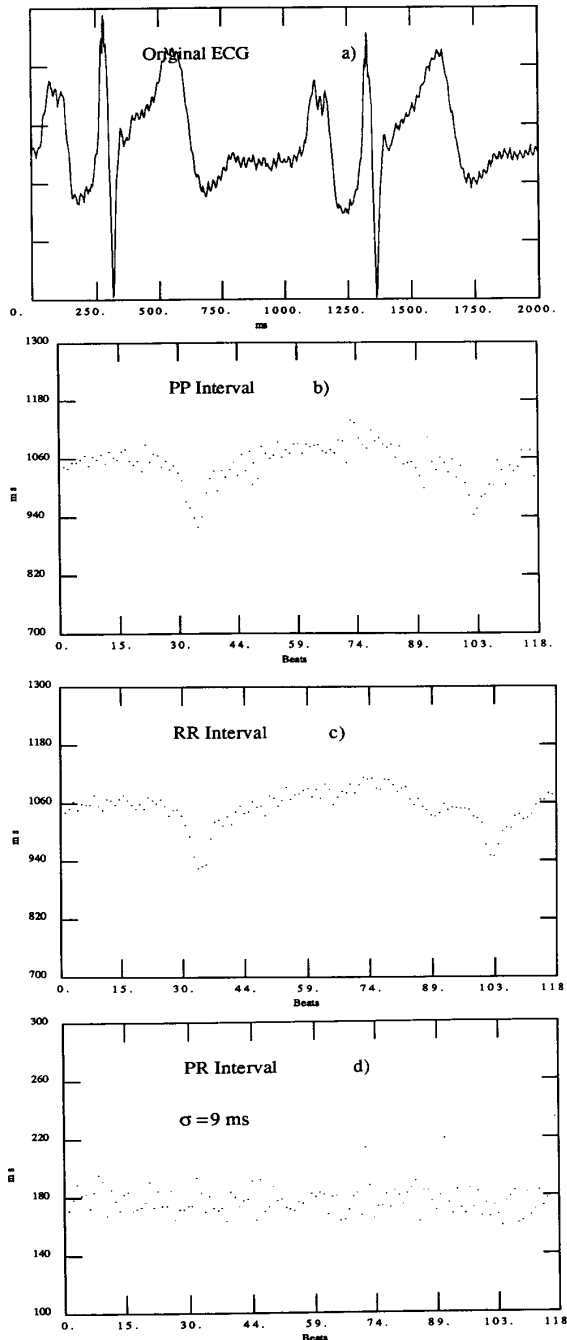 Original ECG a)
0. 250. 500. 750. 1000. 1250. 1500. 1750. 2000.
ms
1300
PP Interval b)
1180
1060
ms
940
820
700
0. 15. 30. 44. 59. 74. 89. 103. 118.
Beats
1300
RR Interval c)
1180
1060
ms
940
820
700
0. 15. 30. 44. 59. 74. 89. 103. 118
Beats
300
PR Interval d)
260
σ = 9 ms
220
ms
180
140
100
0. 15. 30. 44. 59. 74. 89. 103. 118
Beats